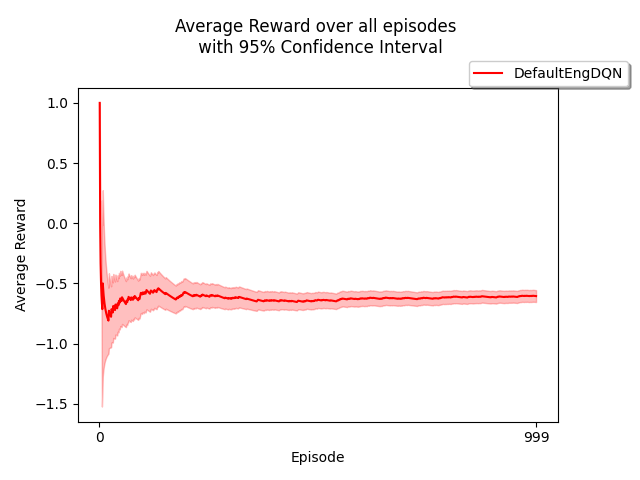 Average Reward over all episodes
with 95% Confidence Interval
DefaultEngDQN
1.0
0.5
0.0
−0.5
−1.0
−1.5
Average Reward
0
999
Episode